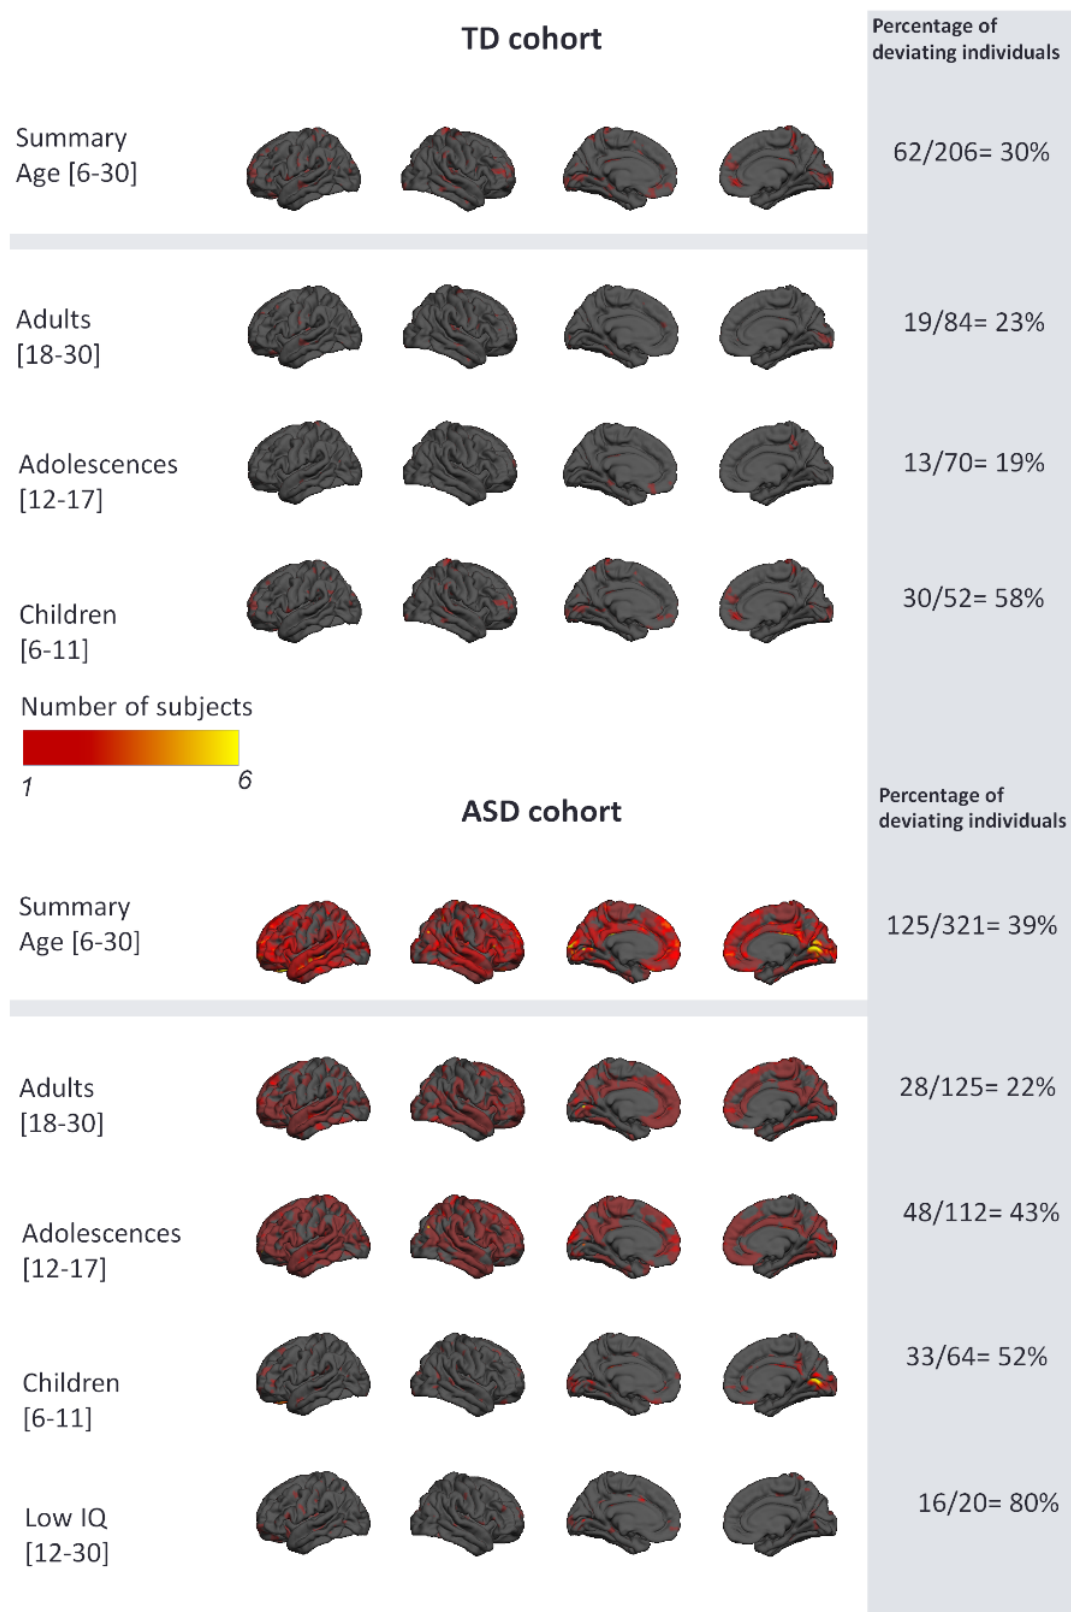 TD cohort
Percentage of
deviating individuals
Summary
Age [6-30]
62/206= 30%
Adults
[18-30]
19/84= 23%
Adolescences
[12-17]
13/70= 19%
Children
[6-11]
30/52= 58%
Number of subjects
1
6
ASD cohort
Percentage of
deviating individuals
Summary
Age [6-30]
125/321= 39%
Adults
[18-30]
28/125= 22%
Adolescences
[12-17]
48/112= 43%
Children
[6-11]
33/64= 52%
Low IQ
[12-30]
16/20= 80%